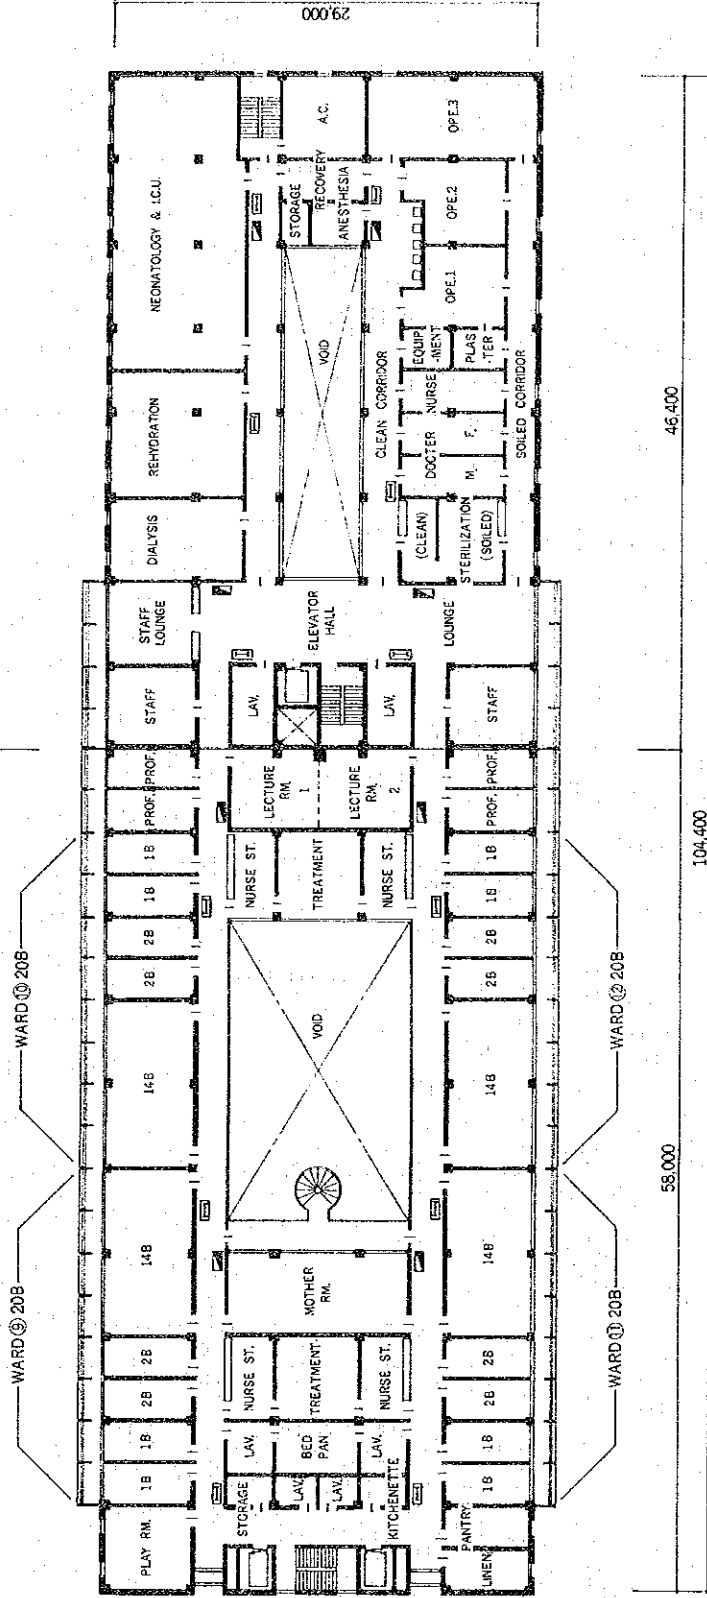 29,000
A.C.
OPE.3
NEONATOLOGY & I.C.U.
STORAGE
RECOVERY
ANESTHESIA
OPE.2
OPE.1
VOID
EQUIP
-MENT
PLAS
-TER
CLEAN CORRIDOR
NURSE
SOILED CORRIDOR
REHYDRATION
DOCTER
M.
F.
DIALYSIS
(CLEAN)
STERILIZATION
(SOILED)
46,400
STAFF
LOUNGE
ELEVATOR
HALL
LOUNGE
STAFF
LAV.
LAV.
STAFF
PROF.
PROF.
LECTURE
RM.
1
LECTURE
RM.
2
PROF.
PROF.
104,400
1B
1B
2B
2B
NURSE ST.
TREATMENT
NURSE ST.
1B
1B
2B
2B
WARD ⑩ 20B
WARD ⑫ 20B
14B
VOID
14B
58,000
14B
14B
MOTHER
RM.
WARD ⑨ 20B
WARD ⑪ 20B
2B
2B
1B
1B
NURSE ST.
TREATMENT
NURSE ST.
2B
2B
1B
1B
LAV.
BED
PAN
LAV.
STORAGE
LAV.
LAV.
KITCHENETTE
PLAY RM.
PANTRY
LINEN